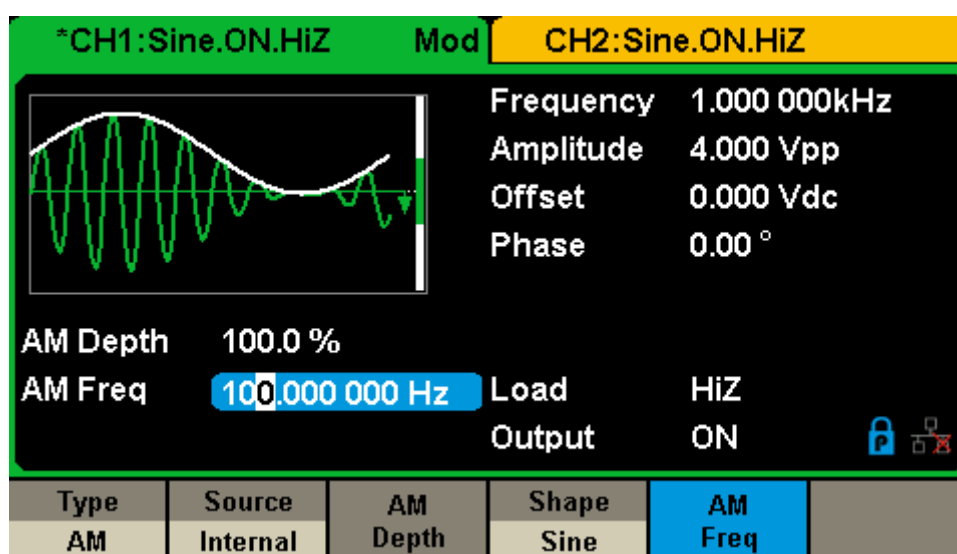 *CH1:Sine.ON.HiZ Mod CH2:Sine.ON.HiZ
Frequency 1.000 000kHz
Amplitude 4.000 Vpp
Offset 0.000 Vdc
Phase 0.00 °
AM Depth 100.0 %
AM Freq 100.000 000 Hz Load HiZ
Output ON P
Type Source AM Shape AM
AM Internal Depth Sine Freq